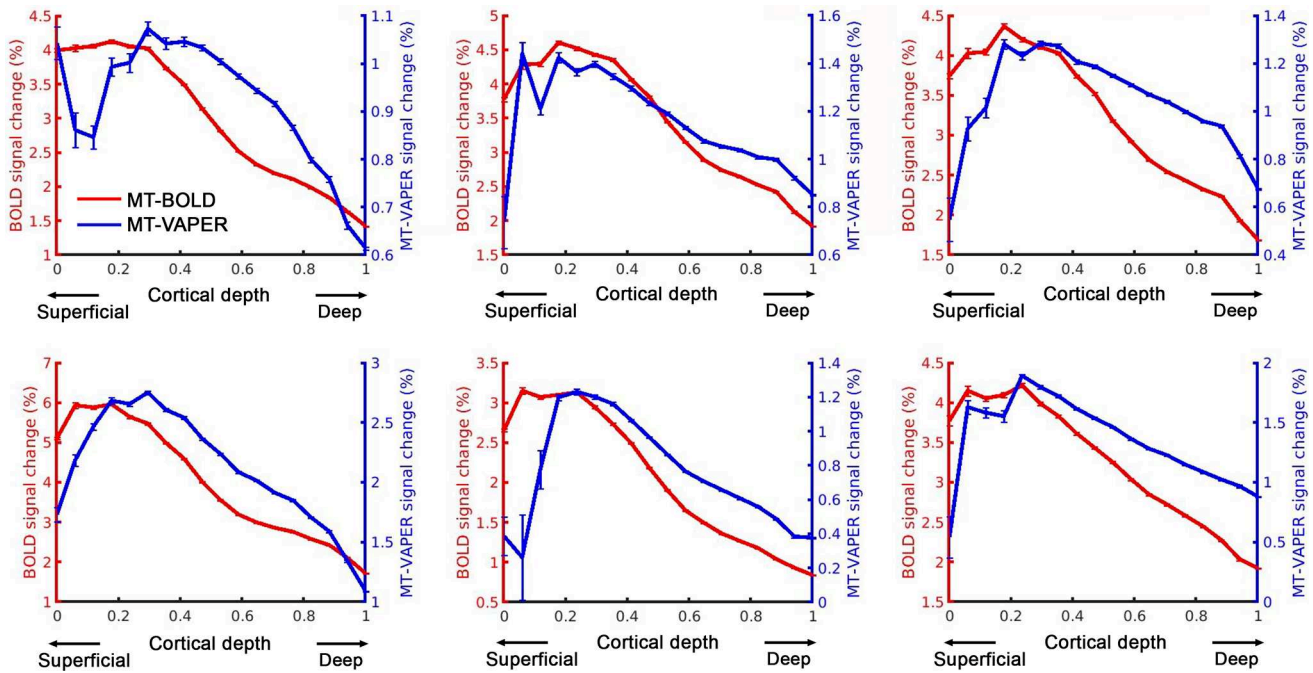 4.5
4
3.5
3
2.5
2
1.5
1
BOLD signal change (%)
MT-BOLD
MT-VAPER
1.1
1
0.9
0.8
0.7
0.6
MT-VAPER signal change (%)
0 0.2 0.4 0.6 0.8 1
Cortical depth
Superficial Deep
5
4.5
4
3.5
3
2.5
2
1.5
BOLD signal change (%)
1.6
1.4
1.2
1
0.8
0.6
MT-VAPER signal change (%)
0 0.2 0.4 0.6 0.8 1
Cortical depth
Superficial Deep
4.5
4
3.5
3
2.5
2
1.5
BOLD signal change (%)
1.4
1.2
1
0.8
0.6
0.4
MT-VAPER signal change (%)
0 0.2 0.4 0.6 0.8 1
Cortical depth
Superficial Deep
7
6
5
4
3
2
1
BOLD signal change (%)
3
2.5
2
1.5
1
MT-VAPER signal change (%)
0 0.2 0.4 0.6 0.8 1
Cortical depth
Superficial Deep
3.5
3
2.5
2
1.5
1
0.5
BOLD signal change (%)
1.4
1.2
1
0.8
0.6
0.4
0.2
0
MT-VAPER signal change (%)
0 0.2 0.4 0.6 0.8 1
Cortical depth
Superficial Deep
4.5
4
3.5
3
2.5
2
1.5
BOLD signal change (%)
2
1.5
1
0.5
0
MT-VAPER signal change (%)
0 0.2 0.4 0.6 0.8 1
Cortical depth
Superficial Deep